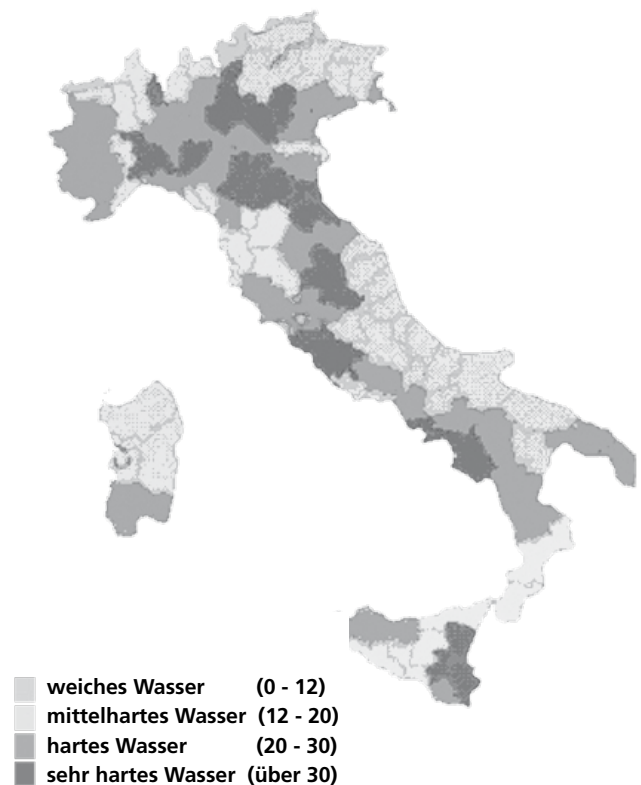 weiches Wasser (0 - 12)
mittelhartes Wasser (12 - 20)
hartes Wasser (20 - 30)
sehr hartes Wasser (über 30)